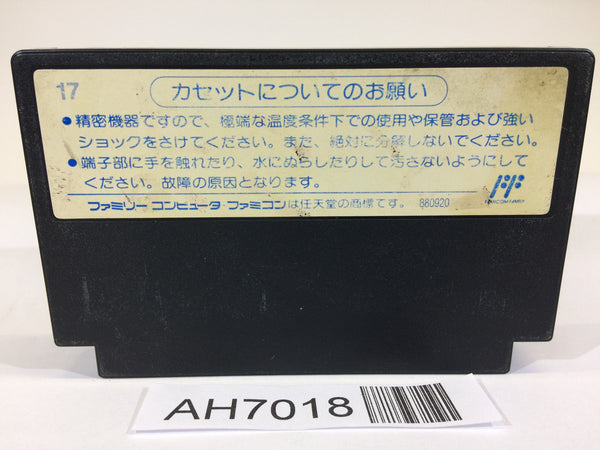 17
カセットについてのお願い
●精密機器ですので、極端な温度条件下での使用や保管および強い
ショックをさけてください。また、絶対に分解しないでください。
●端子部に手を触れたり、水にぬらしたりして汚さないようにして
ください。故障の原因となります。
FAMICOM FAMILY
ファミリーコンピュータ・ファミコンは任天堂の商標です。 880920
AH7018